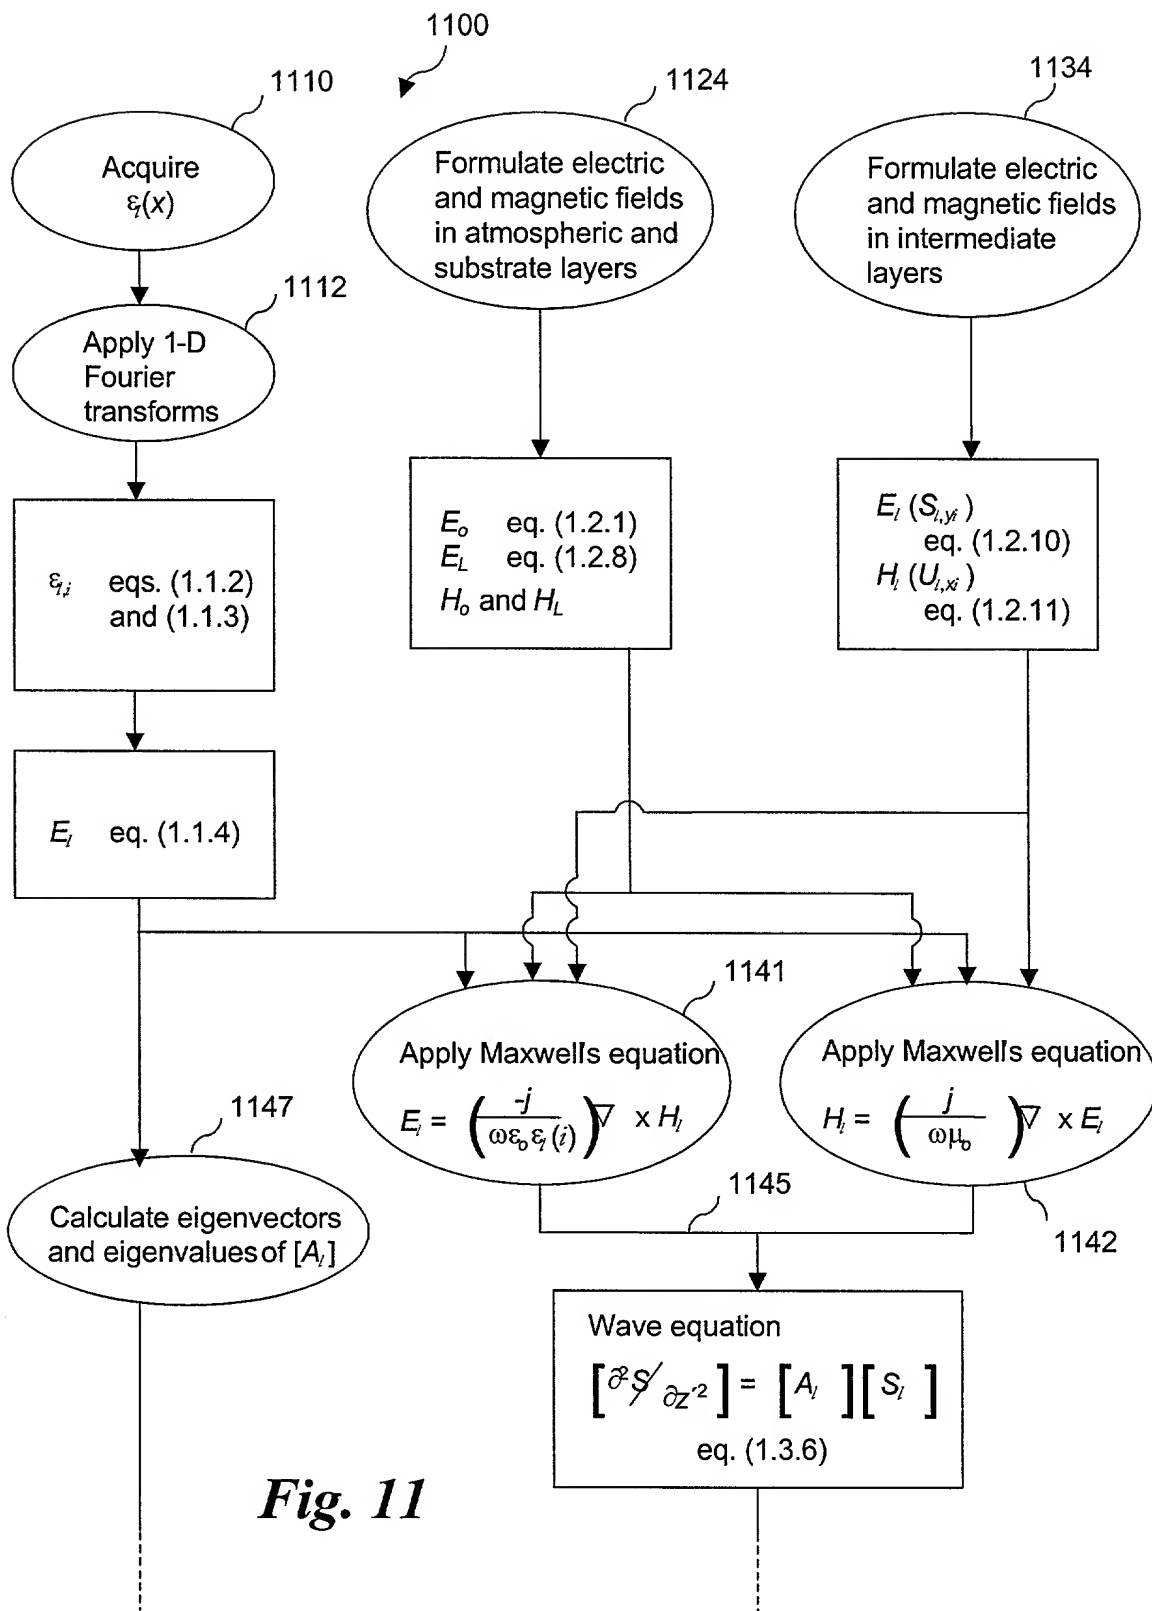 1100
1110
Acquire
εl(x)
1112
Apply 1-D
Fourier
transforms
εl,i eqs. (1.1.2)
and (1.1.3)
El eq. (1.1.4)
1124
Formulate electric
and magnetic fields
in atmospheric and
substrate layers
Eo eq. (1.2.1)
EL eq. (1.2.8)
Ho and HL
1134
Formulate electric
and magnetic fields
in intermediate
layers
El (Sl,yi)
eq. (1.2.10)
Hl (Ul,xi)
eq. (1.2.11)
1141
Apply Maxwell's equation
El = (-j / ωεoεl(i)) ∇ x Hl
Apply Maxwell's equation
Hl = (j / ωμo) ∇ x El
1142
1145
1147
Calculate eigenvectors
and eigenvalues of [Al]
Wave equation
[∂²S/∂z'²] = [Al][Sl]
eq. (1.3.6)
Fig. 11